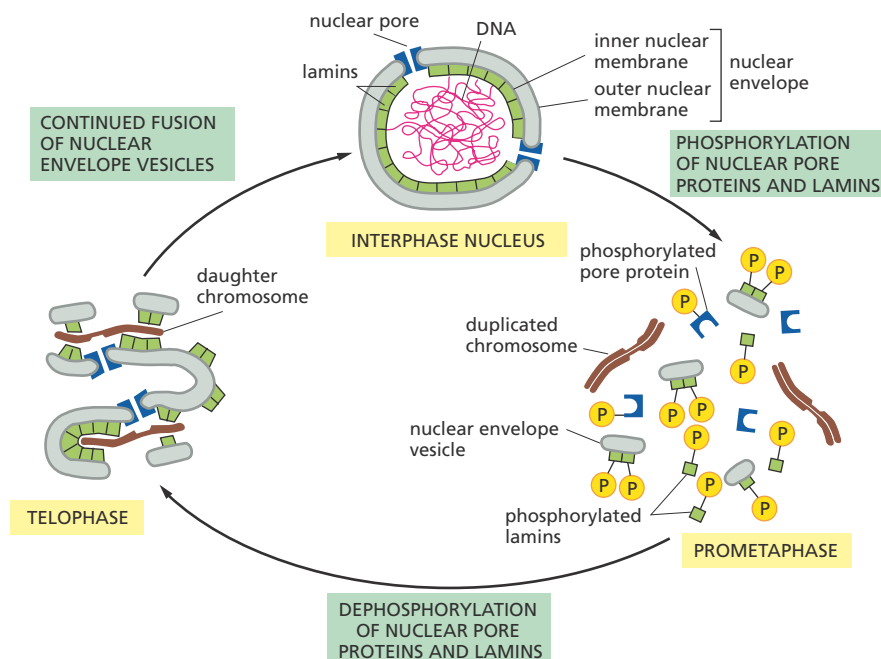 nuclear pore
DNA
lamins
inner nuclear
membrane
outer nuclear
membrane
nuclear
envelope
CONTINUED FUSION
OF NUCLEAR
ENVELOPE VESICLES
PHOSPHORYLATION
OF NUCLEAR PORE
PROTEINS AND LAMINS
INTERPHASE NUCLEUS
daughter
chromosome
phosphorylated
pore protein
duplicated
chromosome
nuclear envelope
vesicle
phosphorylated
lamins
P
P
P
P
P
P
P
P
P
P
P
P
P
TELOPHASE
PROMETAPHASE
DEPHOSPHORYLATION
OF NUCLEAR PORE
PROTEINS AND LAMINS